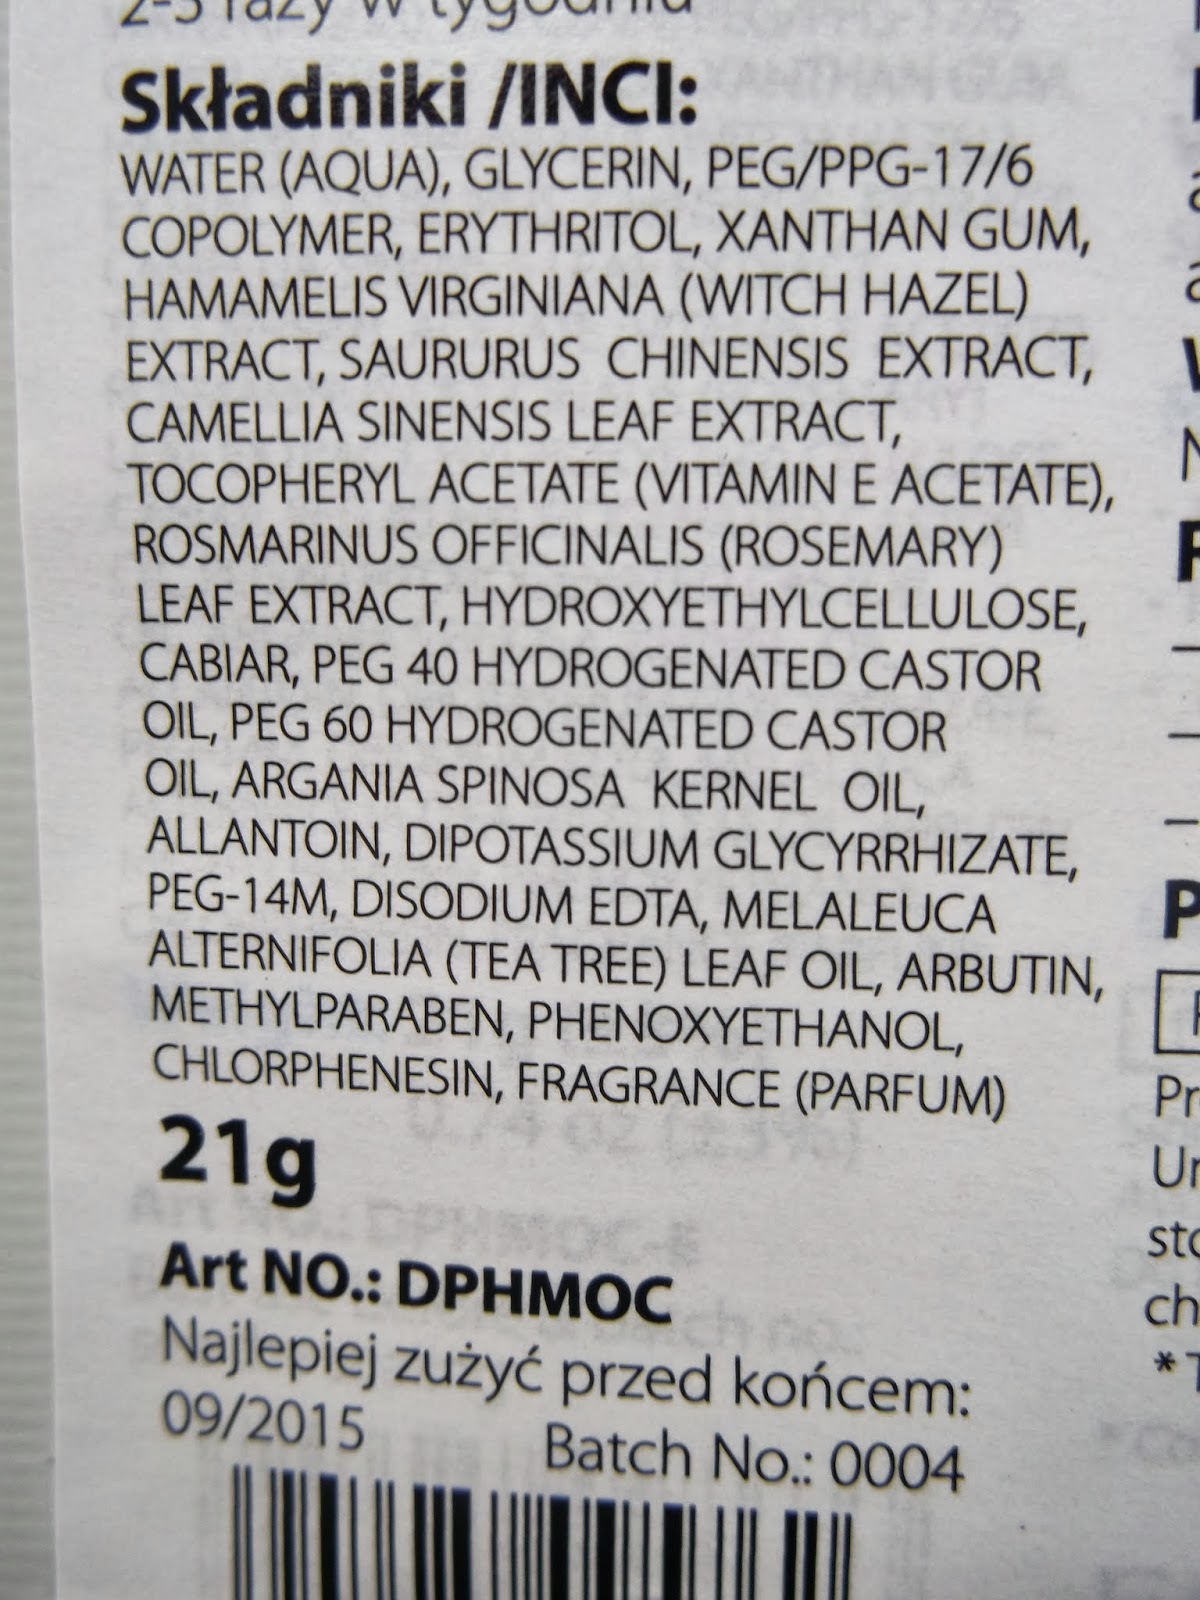 2-3 razy w tygodniu
Składniki /INCI:
WATER (AQUA), GLYCERIN, PEG/PPG-17/6
COPOLYMER, ERYTHRITOL, XANTHAN GUM,
HAMAMELIS VIRGINIANA (WITCH HAZEL)
EXTRACT, SAURURUS CHINENSIS EXTRACT,
CAMELLIA SINENSIS LEAF EXTRACT,
TOCOPHERYL ACETATE (VITAMIN E ACETATE),
ROSMARINUS OFFICINALIS (ROSEMARY)
LEAF EXTRACT, HYDROXYETHYLCELLULOSE,
CABIAR, PEG 40 HYDROGENATED CASTOR
OIL, PEG 60 HYDROGENATED CASTOR
OIL, ARGANIA SPINOSA KERNEL OIL,
ALLANTOIN, DIPOTASSIUM GLYCYRRHIZATE,
PEG-14M, DISODIUM EDTA, MELALEUCA
ALTERNIFOLIA (TEA TREE) LEAF OIL, ARBUTIN,
METHYLPARABEN, PHENOXYETHANOL,
CHLORPHENESIN, FRAGRANCE (PARFUM)
21g
Art NO.: DPHMOC
Najlepiej zużyć przed końcem:
09/2015
Batch No.: 0004